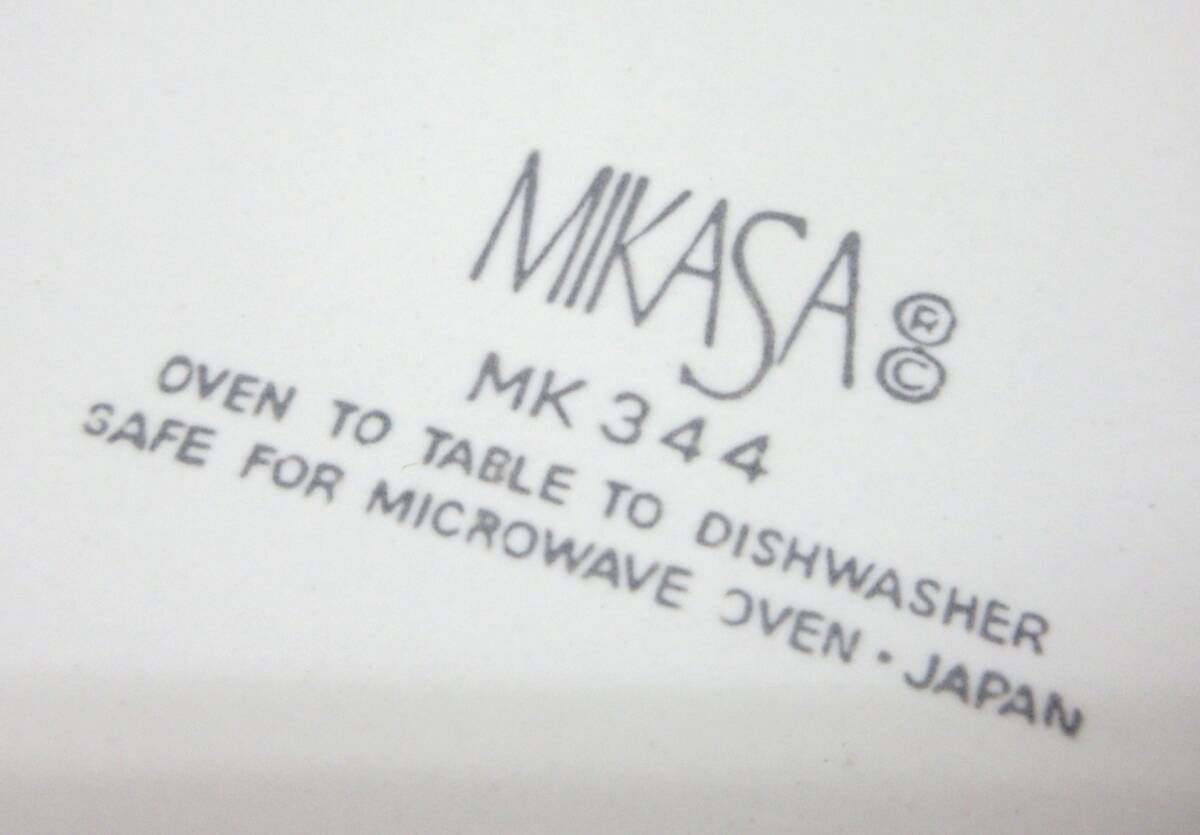 MIKASA ® ©
MK 344
OVEN TO TABLE TO DISHWASHER
SAFE FOR MICROWAVE OVEN · JAPAN